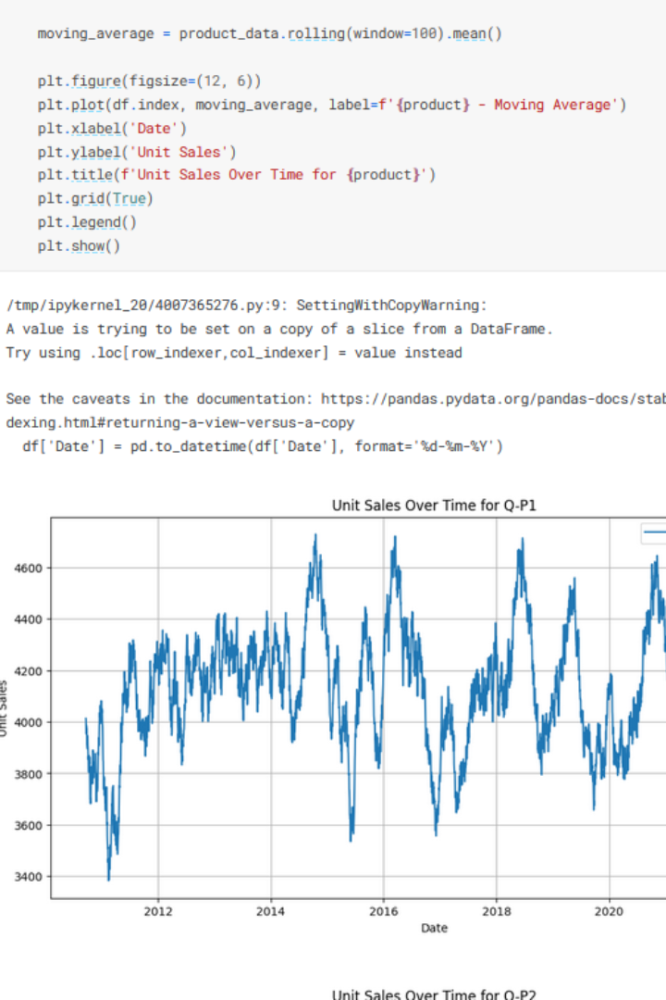 moving_average = product_data.rolling(window=100).mean()
plt.figure(figsize=(12, 6))
plt.plot(df.index, moving_average, label=f'{product} - Moving Average')
plt.xlabel('Date')
plt.ylabel('Unit Sales')
plt.title(f'Unit Sales Over Time for {product}')
plt.grid(True)
plt.legend()
plt.show()
/tmp/ipykernel_20/4007365276.py:9: SettingWithCopyWarning:
A value is trying to be set on a copy of a slice from a DataFrame.
Try using .loc[row_indexer,col_indexer] = value instead
See the caveats in the documentation: https://pandas.pydata.org/pandas-docs/stab
dexing.html#returning-a-view-versus-a-copy
df['Date'] = pd.to_datetime(df['Date'], format='%d-%m-%Y')
Unit Sales Over Time for Q-P1
4600
4400
4200
4000
3800
3600
3400
Unit Sales
2012 2014 2016 2018 2020
Date
Unit Sales Over Time for Q-P2